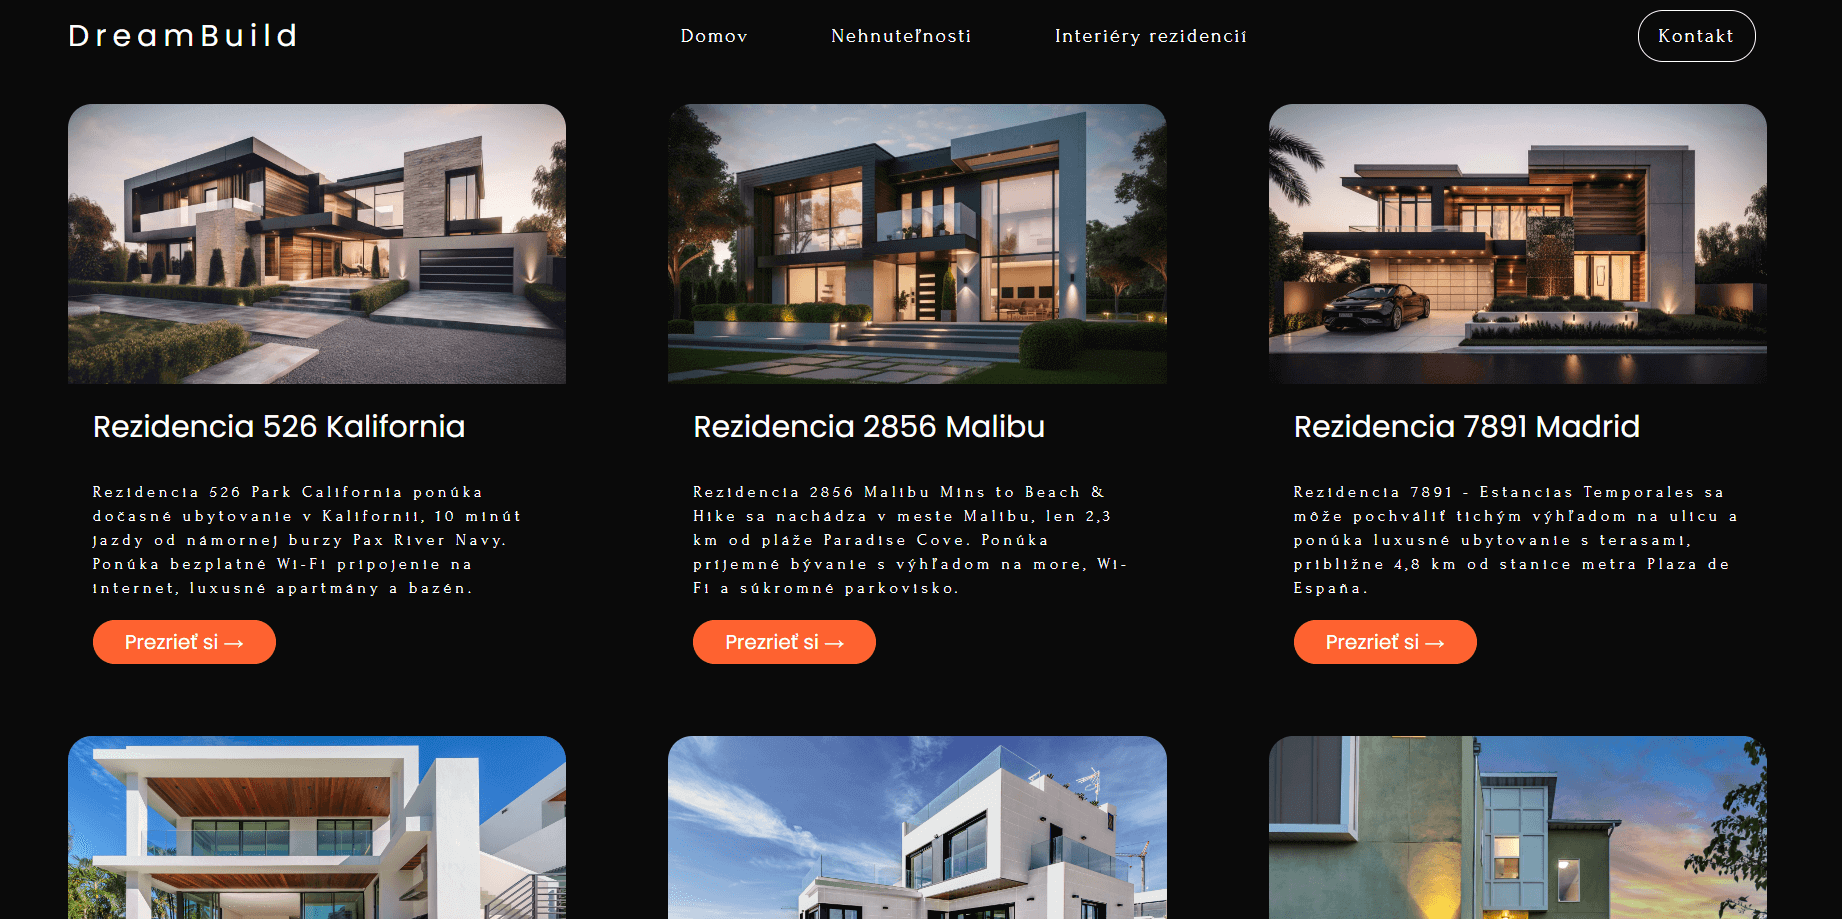 DreamBuild
Domov
Nehnuteľnosti
Interiéry rezidencií
Kontakt
Rezidencia 526 Kalifornia
Rezidencia 526 Park California ponúka
dočasné ubytovanie v Kalifornii, 10 minút
jazdy od námornej burzy Pax River Navy.
Ponúka bezplatné Wi-Fi pripojenie na
internet, luxusné apartmány a bazén.
Prezrieť si →
Rezidencia 2856 Malibu
Rezidencia 2856 Malibu Mins to Beach &
Hike sa nachádza v meste Malibu, len 2,3
km od pláže Paradise Cove. Ponúka
príjemné bývanie s výhľadom na more, Wi-
Fi a súkromné parkovisko.
Prezrieť si →
Rezidencia 7891 Madrid
Rezidencia 7891 - Estancias Temporales sa
môže pochváliť tichým výhľadom na ulicu a
ponúka luxusné ubytovanie s terasami,
približne 4,8 km od stanice metra Plaza de
España.
Prezrieť si →